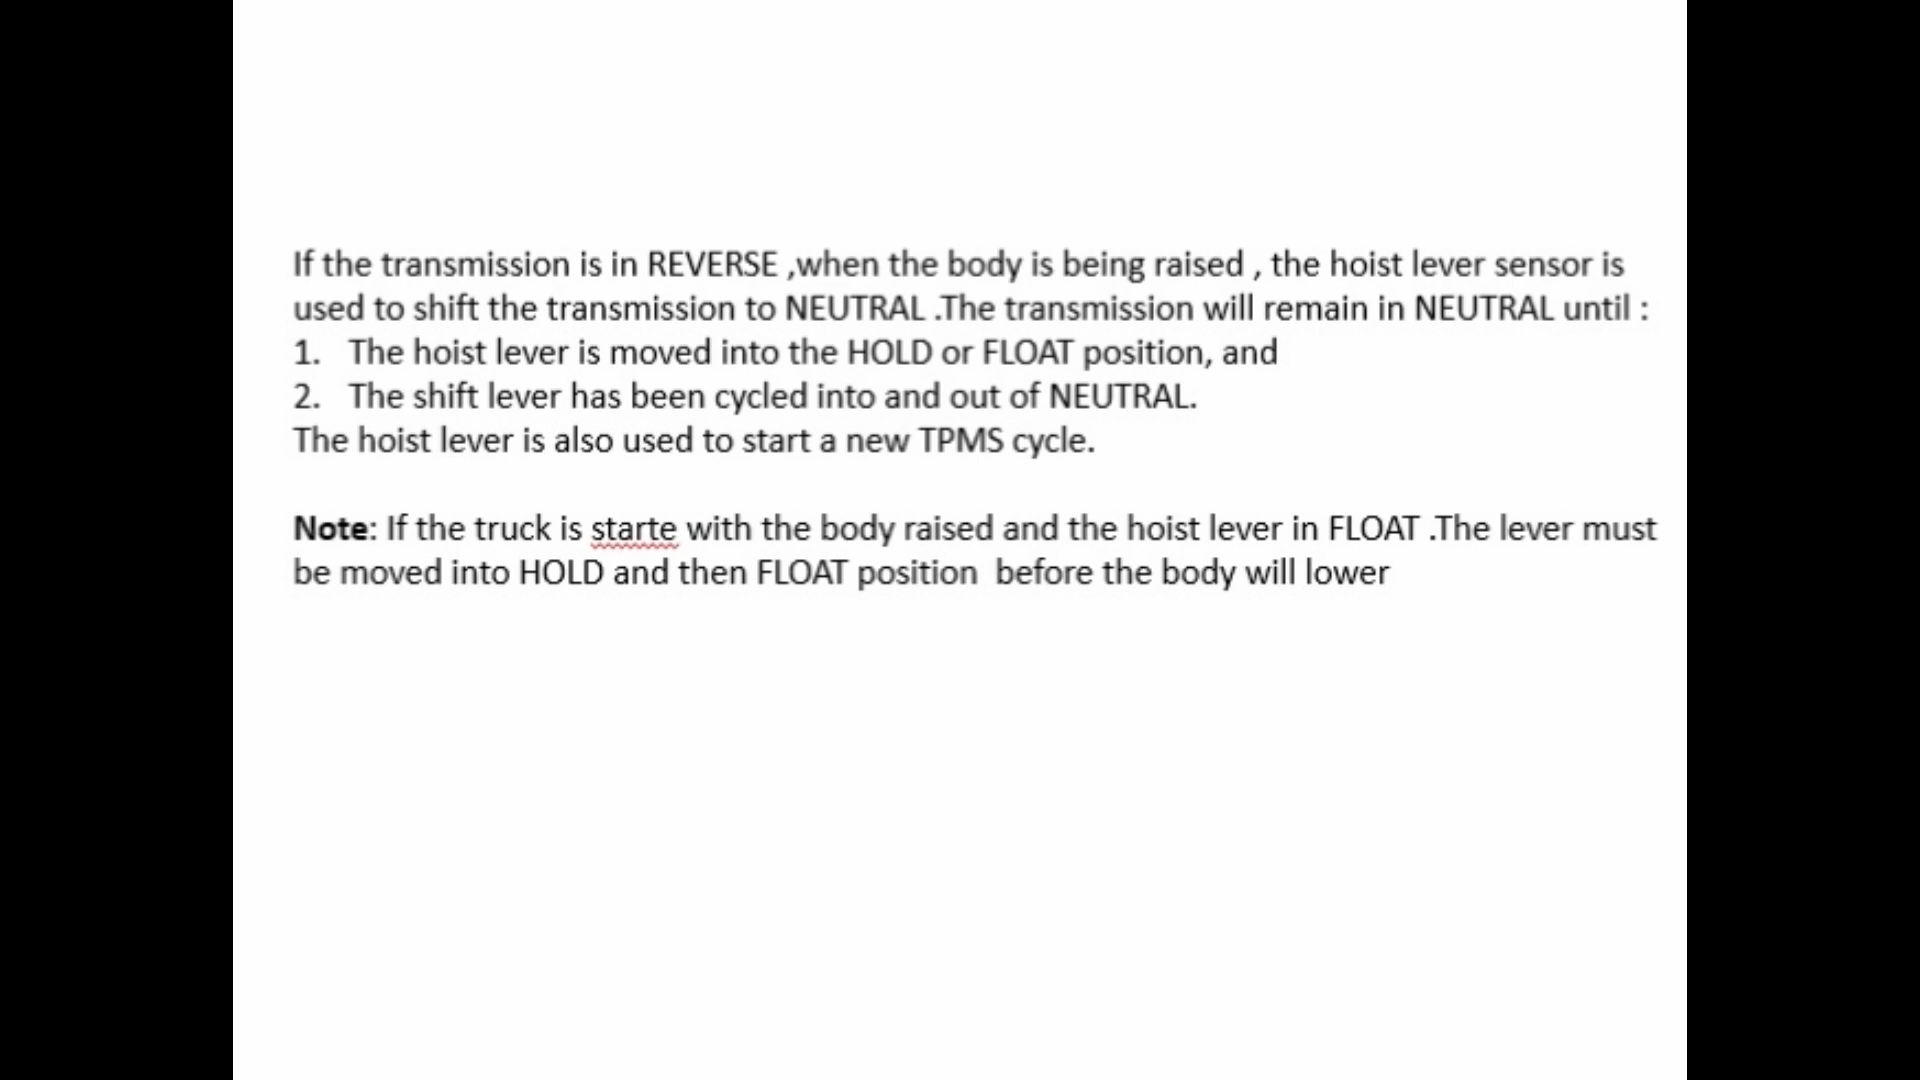 If the transmission is in REVERSE ,when the body is being raised , the hoist lever sensor is
used to shift the transmission to NEUTRAL .The transmission will remain in NEUTRAL until :
1. The hoist lever is moved into the HOLD or FLOAT position, and
2. The shift lever has been cycled into and out of NEUTRAL.
The hoist lever is also used to start a new TPMS cycle.
Note: If the truck is starte with the body raised and the hoist lever in FLOAT .The lever must
be moved into HOLD and then FLOAT position  before the body will lower